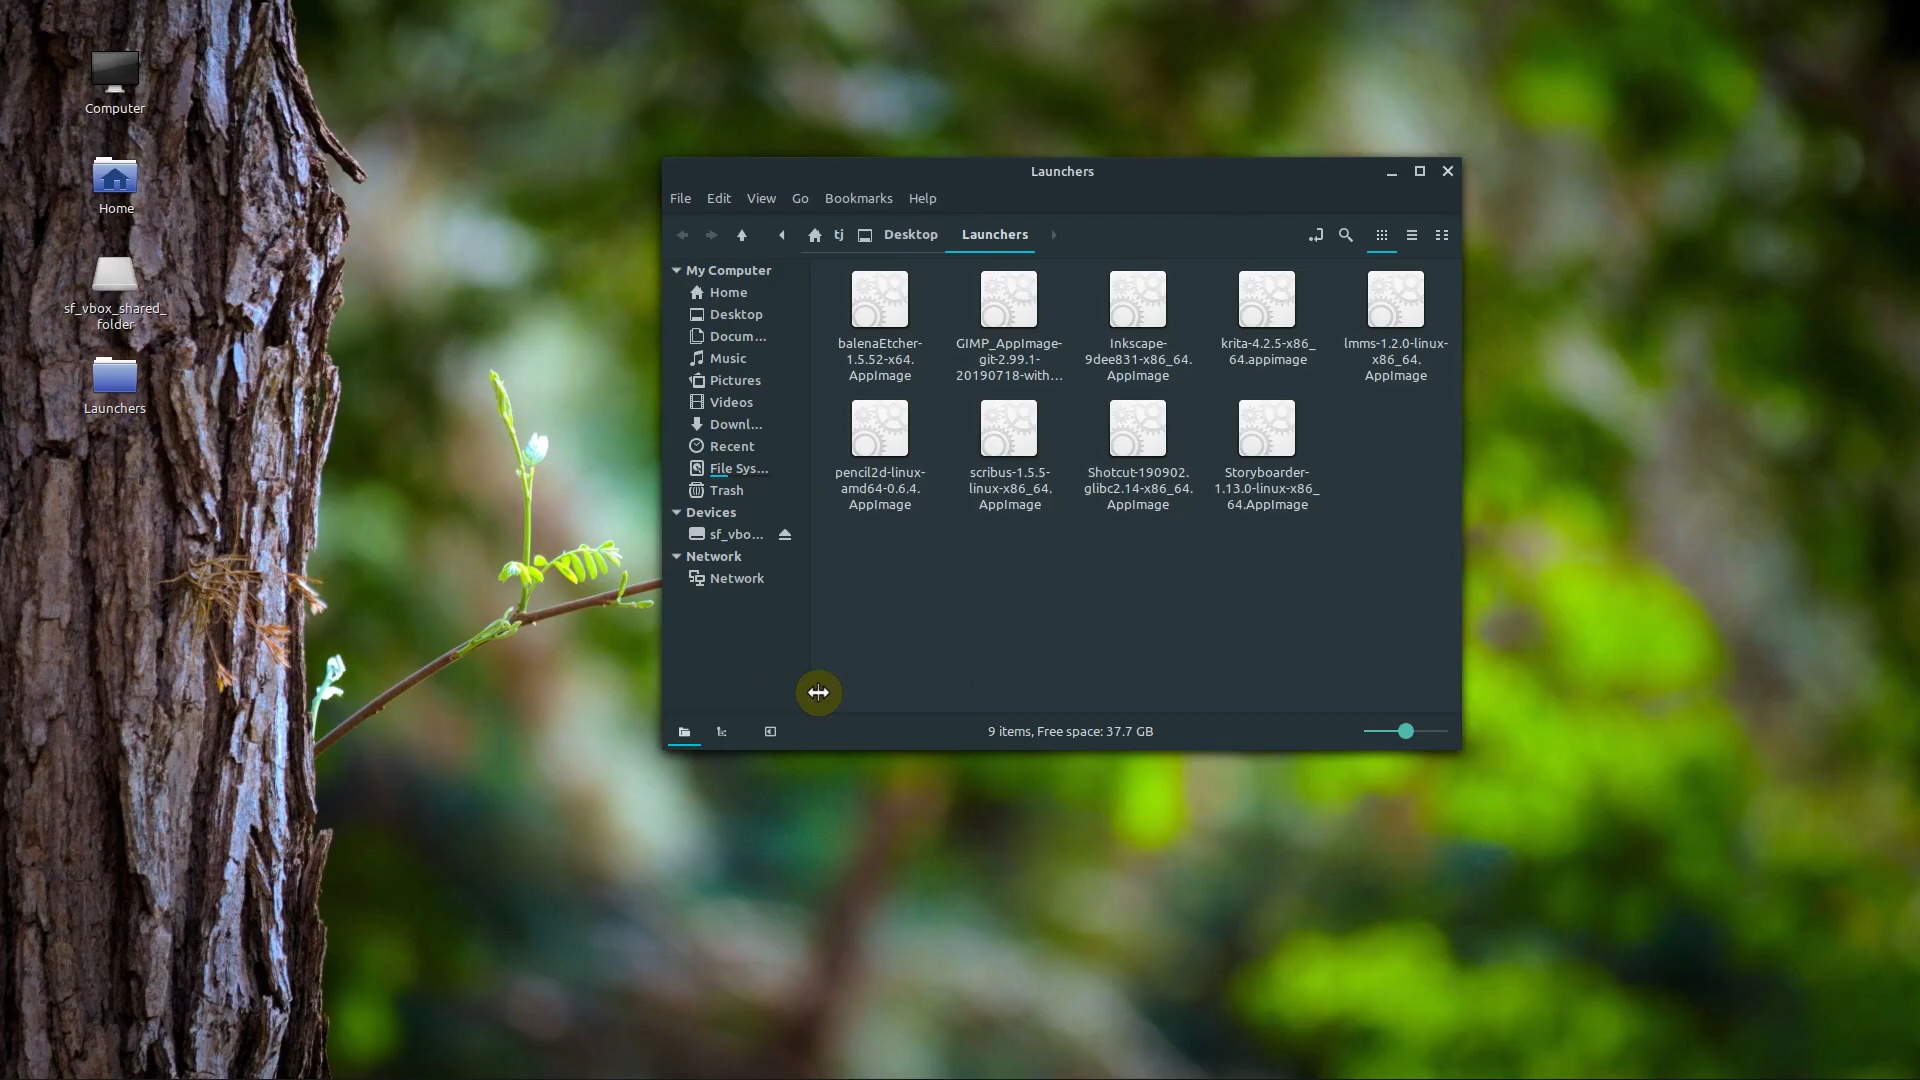 Computer
Home
sf_vbox_shared_
folder
Launchers
Launchers
File Edit View Go Bookmarks Help
tj Desktop Launchers
My Computer
Home
Desktop
Docum...
Music
Pictures
Videos
Downl...
Recent
File Sys...
Trash
Devices
sf_vbo...
Network
Network
balenaEtcher-
1.5.52-x64.
AppImage
GIMP_AppImage-
git-2.99.1-
20190718-with...
Inkscape-
9dee831-x86_64.
AppImage
krita-4.2.5-x86_
64.appimage
lmms-1.2.0-linux-
x86_64.
AppImage
pencil2d-linux-
amd64-0.6.4.
AppImage
scribus-1.5.5-
linux-x86_64.
AppImage
Shotcut-190902.
glibc2.14-x86_64.
AppImage
Storyboarder-
1.13.0-linux-x86_
64.AppImage
9 items, Free space: 37.7 GB